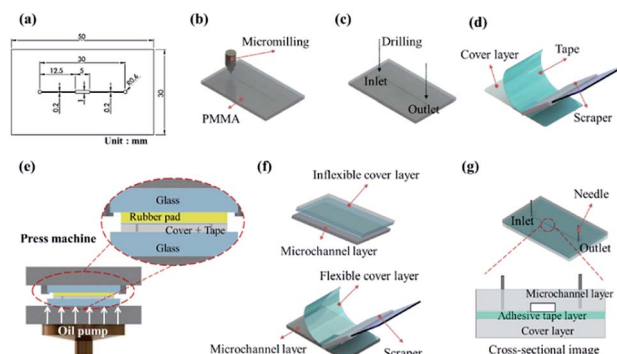 (a)
50
30
12.5
5
R0.6
0.2
1
0.2
30
Unit : mm
(b)
Micromilling
PMMA
(c)
Drilling
Inlet
Outlet
(d)
Cover layer
Tape
Scraper
(e)
Glass
Rubber pad
Cover + Tape
Glass
Press machine
Oil pump
(f)
Inflexible cover layer
Microchannel layer
Flexible cover layer
Microchannel layer
Scraper
(g)
Needle
Inlet
Outlet
Microchannel layer
Adhesive tape layer
Cover layer
Cross-sectional image